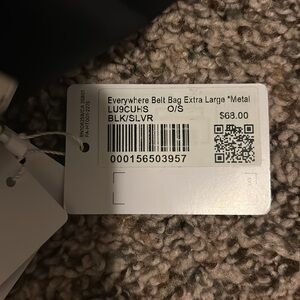 Everywhere Belt Bag Extra Large *Metal
LU9CUHS O/S
BLK/SLVR $68.00
000156503957